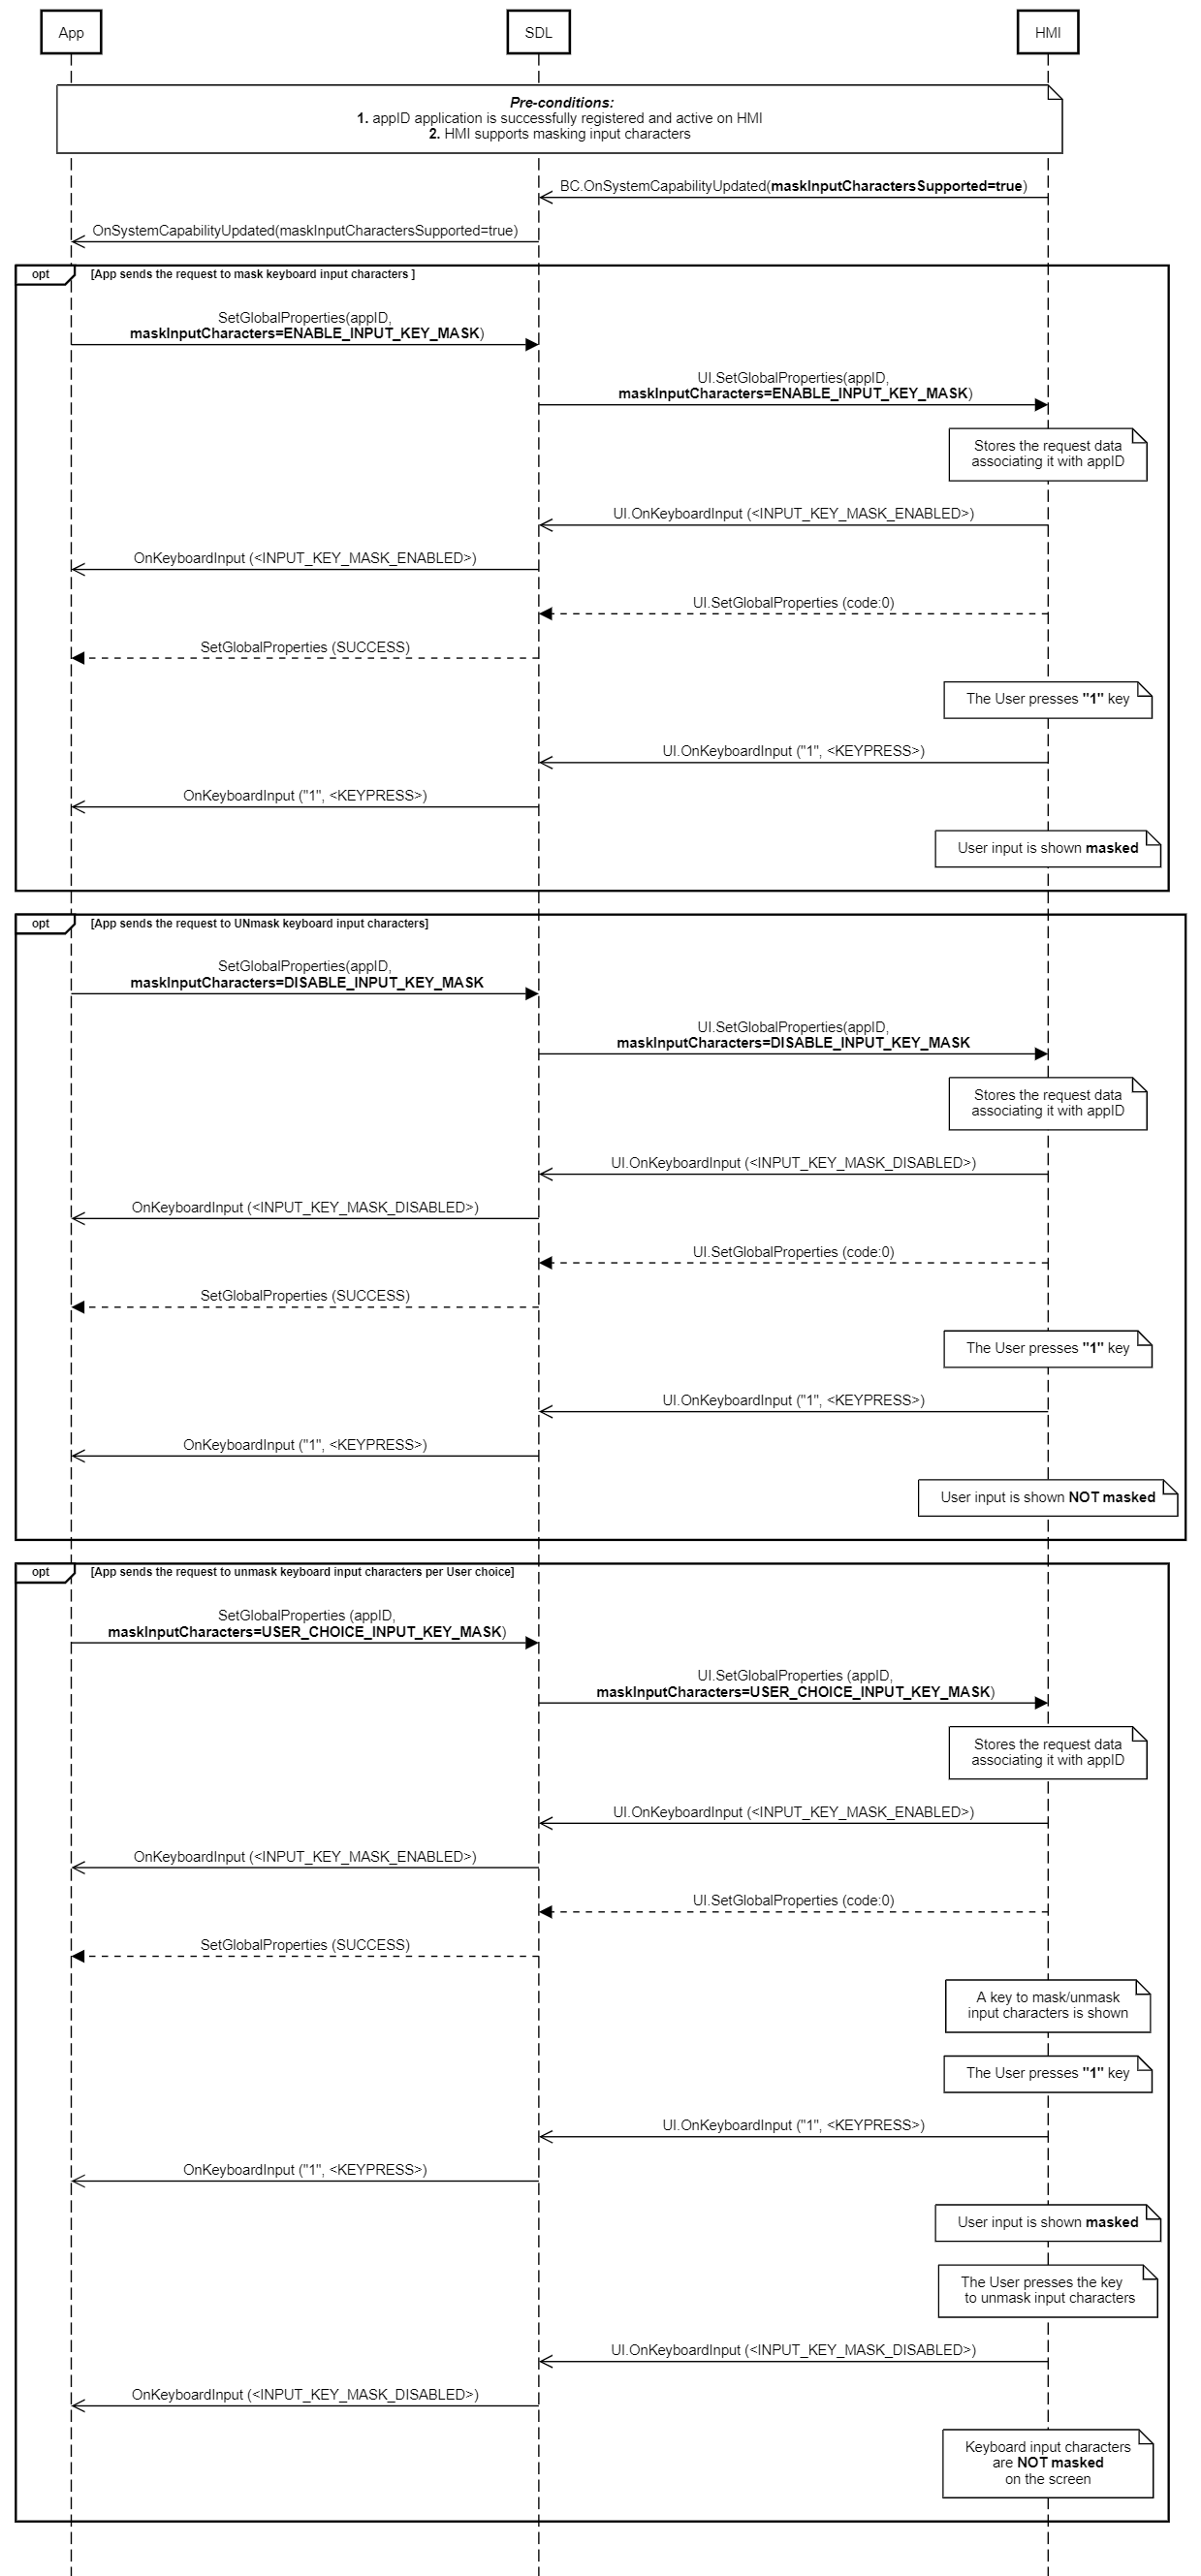 App
SDL
HMI
Pre-conditions:
1. appID application is successfully registered and active on HMI
2. HMI supports masking input characters
BC.OnSystemCapabilityUpdated(maskInputCharactersSupported=true)
OnSystemCapabilityUpdated(maskInputCharactersSupported=true)
opt
[App sends the request to mask keyboard input characters ]
SetGlobalProperties(appID,
maskInputCharacters=ENABLE_INPUT_KEY_MASK)
UI.SetGlobalProperties(appID,
maskInputCharacters=ENABLE_INPUT_KEY_MASK)
Stores the request data
associating it with appID
UI.OnKeyboardInput (<INPUT_KEY_MASK_ENABLED>)
OnKeyboardInput (<INPUT_KEY_MASK_ENABLED>)
UI.SetGlobalProperties (code:0)
SetGlobalProperties (SUCCESS)
The User presses "1" key
UI.OnKeyboardInput ("1", <KEYPRESS>)
OnKeyboardInput ("1", <KEYPRESS>)
User input is shown masked
opt
[App sends the request to UNmask keyboard input characters]
SetGlobalProperties(appID,
maskInputCharacters=DISABLE_INPUT_KEY_MASK
UI.SetGlobalProperties(appID,
maskInputCharacters=DISABLE_INPUT_KEY_MASK
Stores the request data
associating it with appID
UI.OnKeyboardInput (<INPUT_KEY_MASK_DISABLED>)
OnKeyboardInput (<INPUT_KEY_MASK_DISABLED>)
UI.SetGlobalProperties (code:0)
SetGlobalProperties (SUCCESS)
The User presses "1" key
UI.OnKeyboardInput ("1", <KEYPRESS>)
OnKeyboardInput ("1", <KEYPRESS>)
User input is shown NOT masked
opt
[App sends the request to unmask keyboard input characters per User choice]
SetGlobalProperties (appID,
maskInputCharacters=USER_CHOICE_INPUT_KEY_MASK)
UI.SetGlobalProperties (appID,
maskInputCharacters=USER_CHOICE_INPUT_KEY_MASK)
Stores the request data
associating it with appID
UI.OnKeyboardInput (<INPUT_KEY_MASK_ENABLED>)
OnKeyboardInput (<INPUT_KEY_MASK_ENABLED>)
UI.SetGlobalProperties (code:0)
SetGlobalProperties (SUCCESS)
A key to mask/unmask
input characters is shown
The User presses "1" key
UI.OnKeyboardInput ("1", <KEYPRESS>)
OnKeyboardInput ("1", <KEYPRESS>)
User input is shown masked
The User presses the key
to unmask input characters
UI.OnKeyboardInput (<INPUT_KEY_MASK_DISABLED>)
OnKeyboardInput (<INPUT_KEY_MASK_DISABLED>)
Keyboard input characters
are NOT masked
on the screen